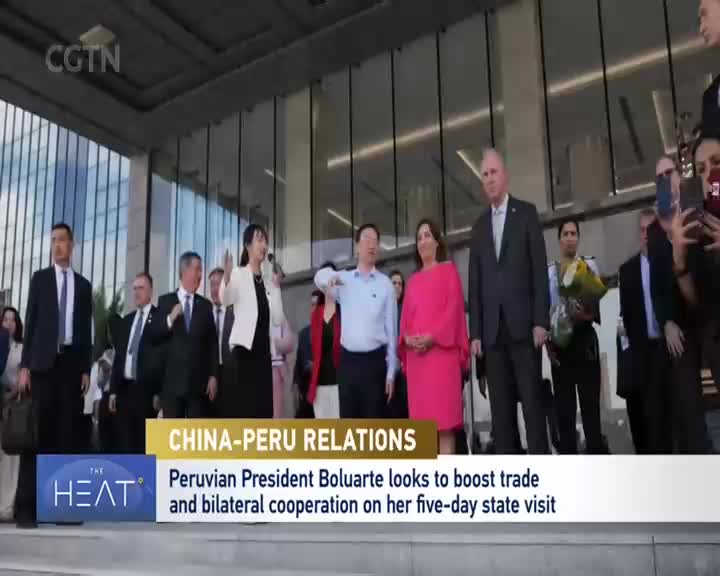 CGTN
CHINA-PERU RELATIONS
THE
HEAT
Peruvian President Boluarte looks to boost trade
and bilateral cooperation on her five-day state visit